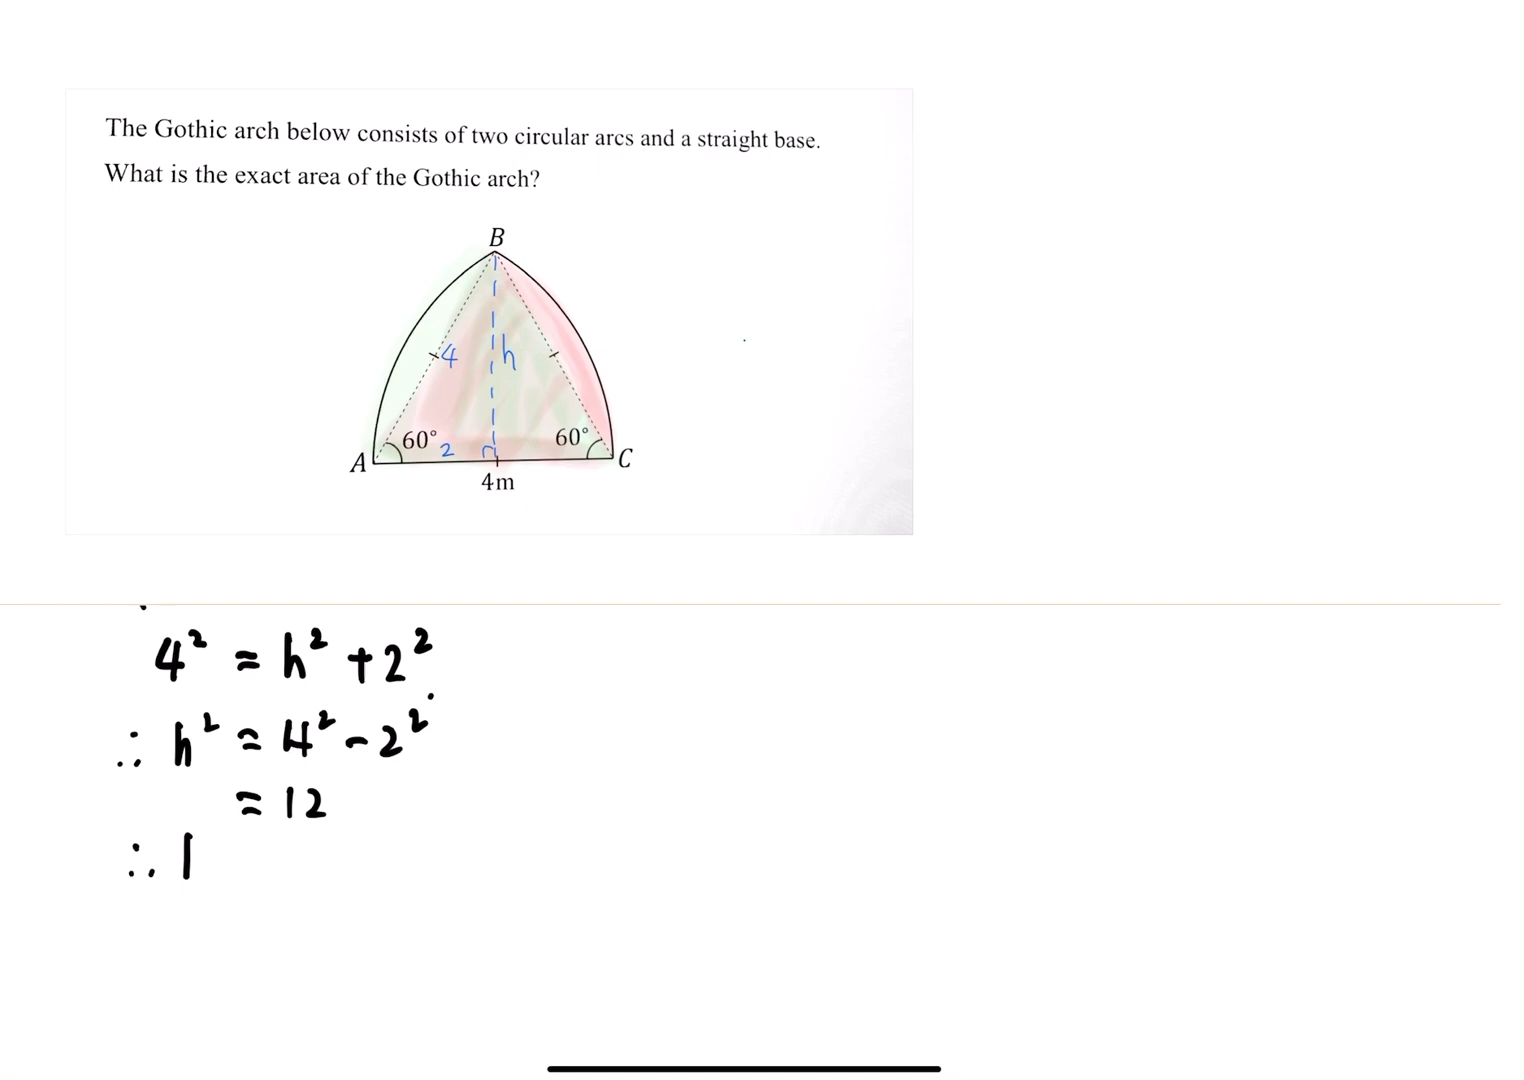 The Gothic arch below consists of two circular arcs and a straight base.
What is the exact area of the Gothic arch?
B
4 h
60° 2 60°
A C
4m
4² = h² + 2²
∴ h² = 4² - 2²
= 12
∴